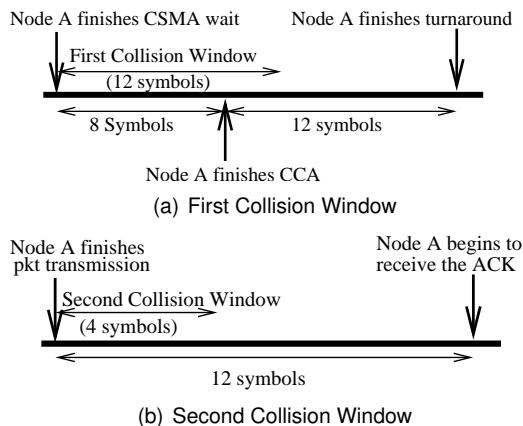 Node A finishes CSMA wait
Node A finishes turnaround
First Collision Window
(12 symbols)
8 Symbols
12 symbols
Node A finishes CCA
(a) First Collision Window
Node A finishes
pkt transmission
Node A begins to
receive the ACK
Second Collision Window
(4 symbols)
12 symbols
(b) Second Collision Window